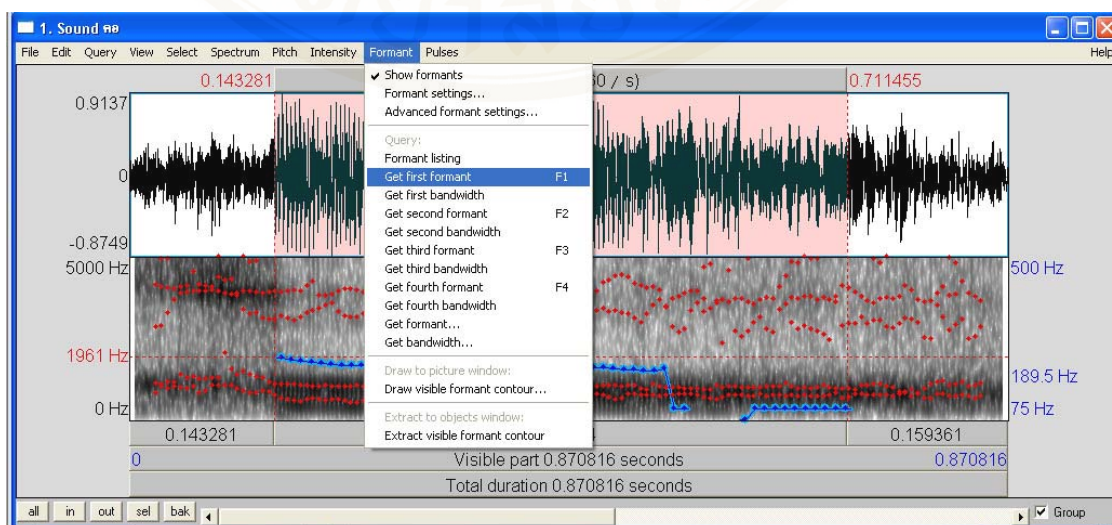 1. Sound คอ
File Edit Query View Select Spectrum Pitch Intensity Formant Pulses Help
0.143281 0 / s) 0.711455
✓ Show formants
Formant settings...
Advanced formant settings...
0.9137
Query:
Formant listing
0
Get first formant F1
Get first bandwidth
Get second formant F2
Get second bandwidth
-0.8749
Get third formant F3
5000 Hz
Get third bandwidth
500 Hz
Get fourth formant F4
Get fourth bandwidth
Get formant...
Get bandwidth...
1961 Hz
Draw to picture window:
189.5 Hz
Draw visible formant contour...
0 Hz
75 Hz
Extract to objects window:
Extract visible formant contour
0.143281 0.159361
0 Visible part 0.870816 seconds 0.870816
Total duration 0.870816 seconds
all in out sel bak Group